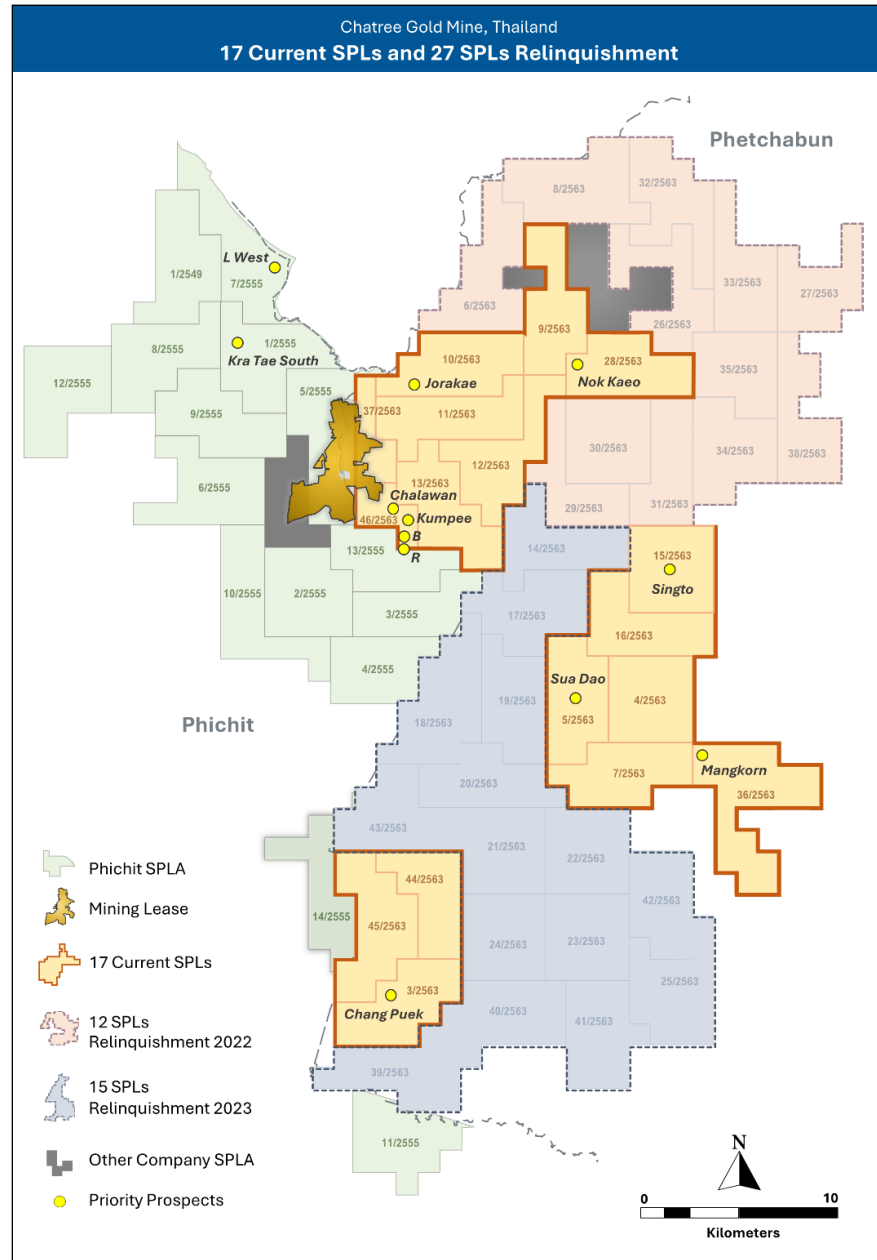 Chatree Gold Mine, Thailand
17 Current SPLs and 27 SPLs Relinquishment
Phetchabun
8/2563
32/2563
L West
1/2549
7/2555
33/2563
27/2563
6/2563
26/2563
9/2563
1/2555
8/2555
Kra Tae South
10/2563
28/2563
35/2563
12/2555
5/2555
Jorakae
Nok Kaeo
37/2563
11/2563
9/2555
30/2563
34/2563
38/2563
12/2563
6/2555
13/2563
Chalawan
46/2563
Kumpee
29/2563
31/2563
B
13/2555
R
14/2563
15/2563
10/2555
2/2555
Singto
3/2555
17/2563
16/2563
4/2555
Sua Dao
Phichit
18/2563
19/2563
5/2563
4/2563
Mangkorn
20/2563
7/2563
36/2563
43/2563
21/2563
22/2563
Phichit SPLA
44/2563
42/2563
Mining Lease
14/2555
45/2563
24/2563
23/2563
17 Current SPLs
25/2563
3/2563
Chang Puek
40/2563
41/2563
12 SPLs
Relinquishment 2022
39/2563
15 SPLs
Relinquishment 2023
11/2555
Other Company SPLA
N
Priority Prospects
0
10
Kilometers